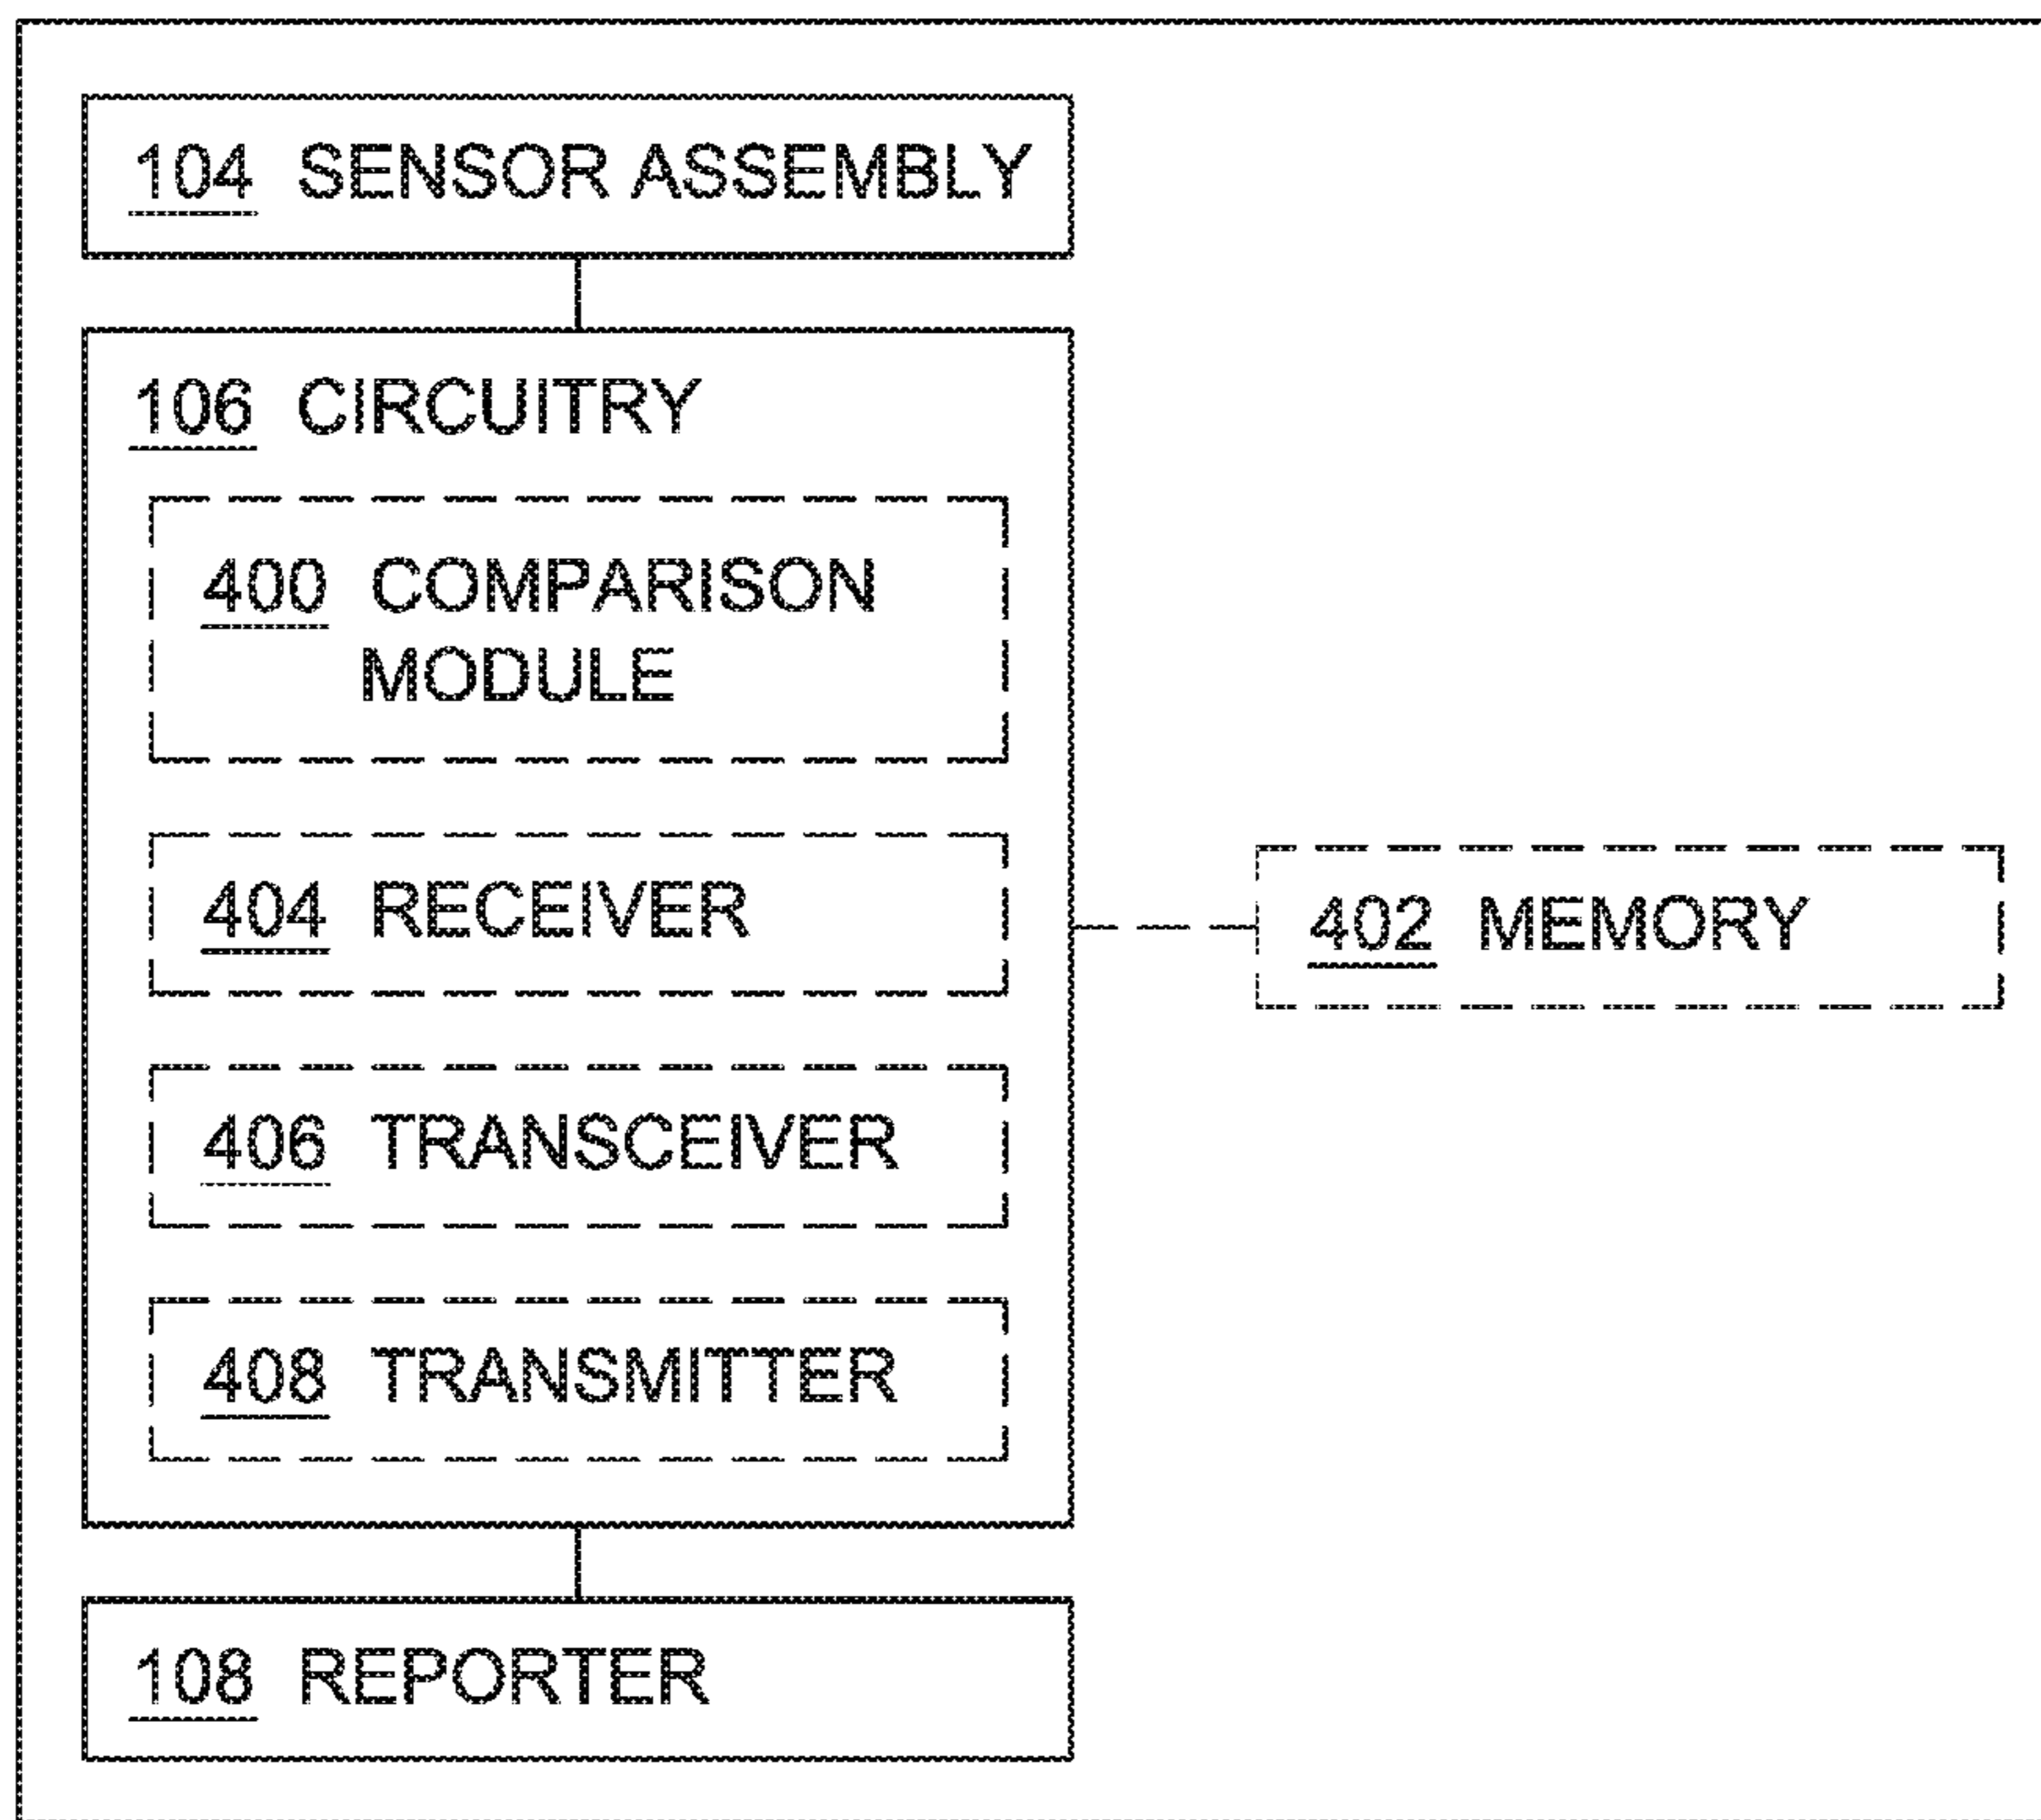 104 SENSOR ASSEMBLY
106 CIRCUITRY
400 COMPARISON
MODULE
404 RECEIVER
402 MEMORY
406 TRANSCEIVER
408 TRANSMITTER
108 REPORTER